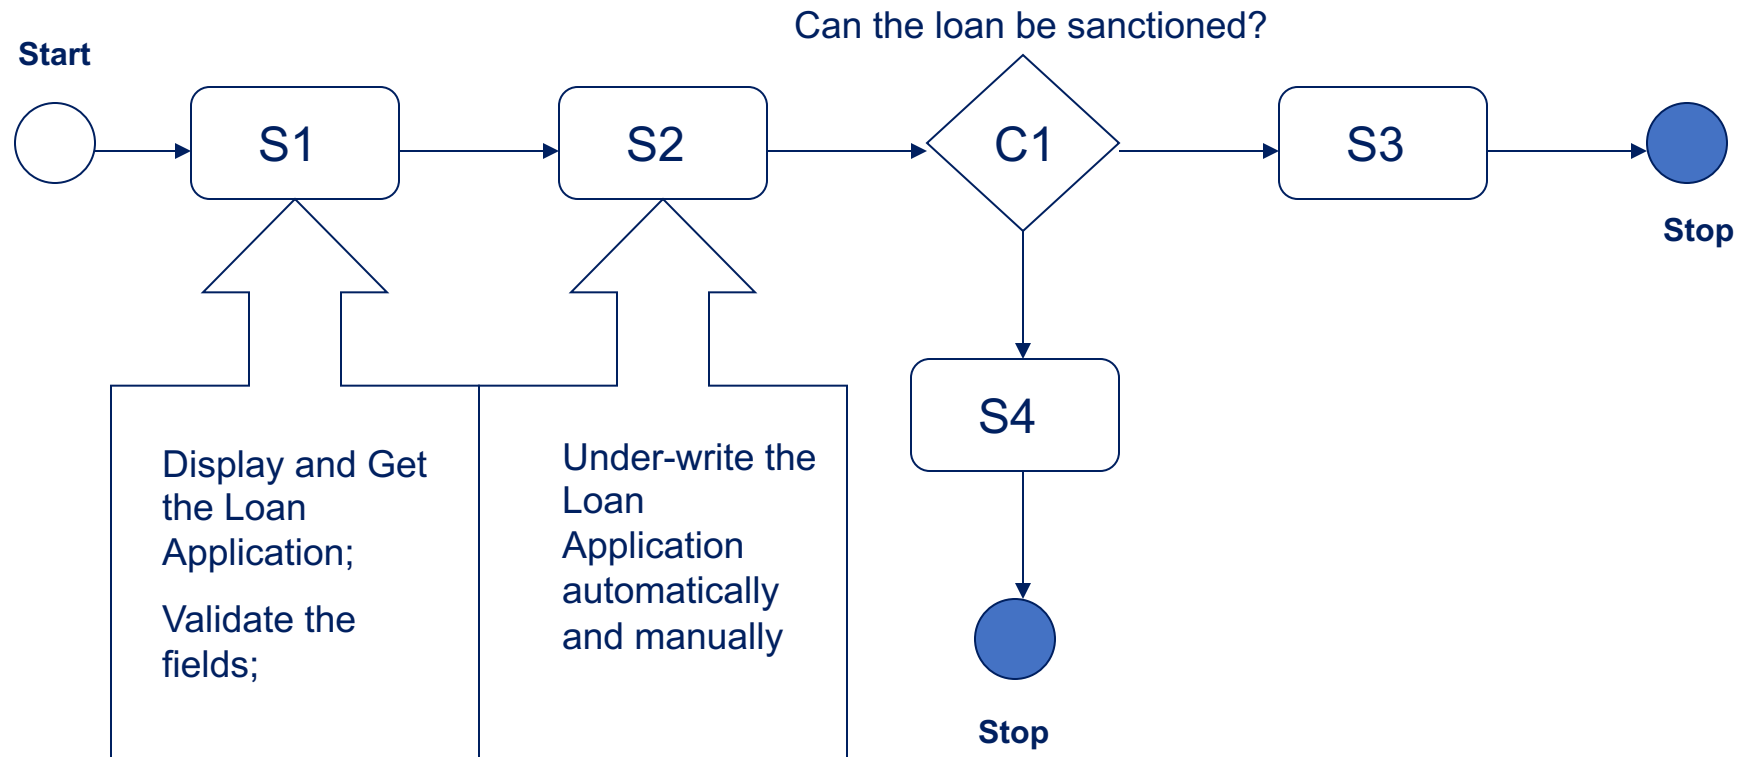 Can the loan be sanctioned?
Start
S1
S2
C1
S3
Stop
S4
Display and Get
the Loan
Application;
Validate the
fields;
Under-write the
Loan
Application
automatically
and manually
Stop